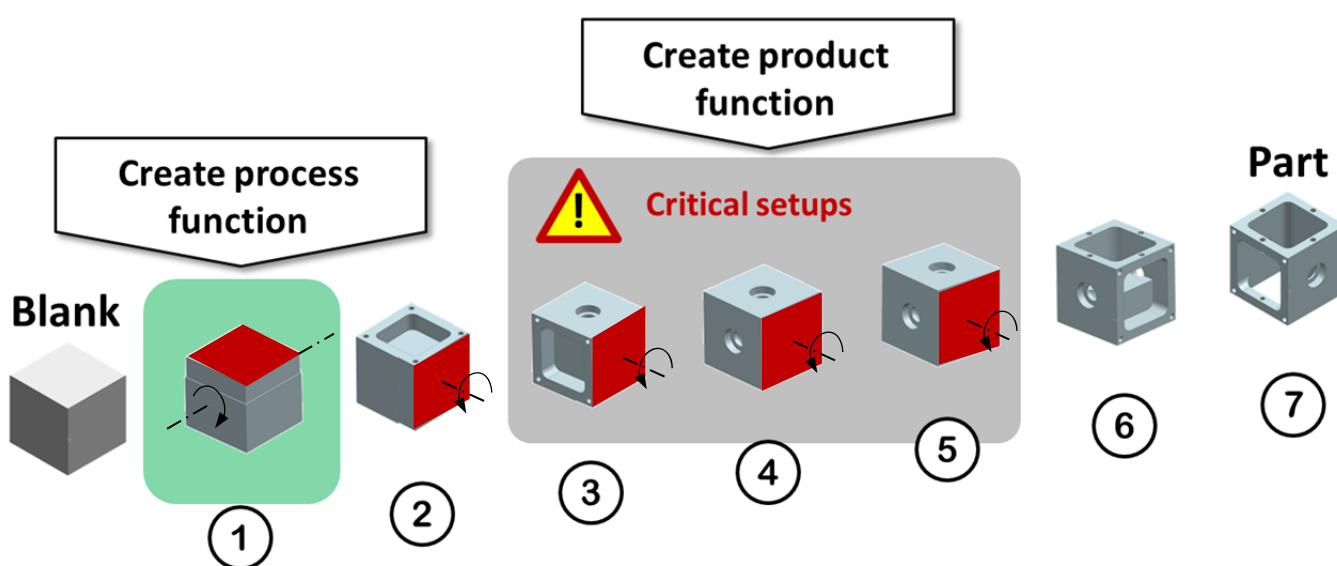 Create product
function
Create process
function
!
Critical setups
Part
Blank
1
2
3
4
5
6
7